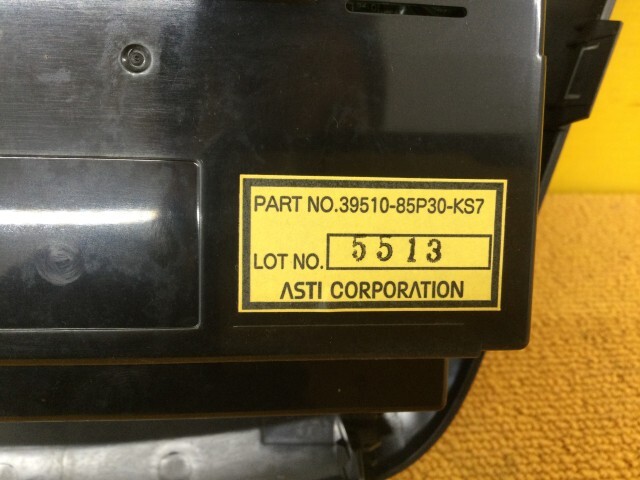 PART NO.39510-85P30-KS7
LOT NO. 5513
ASTI CORPORATION